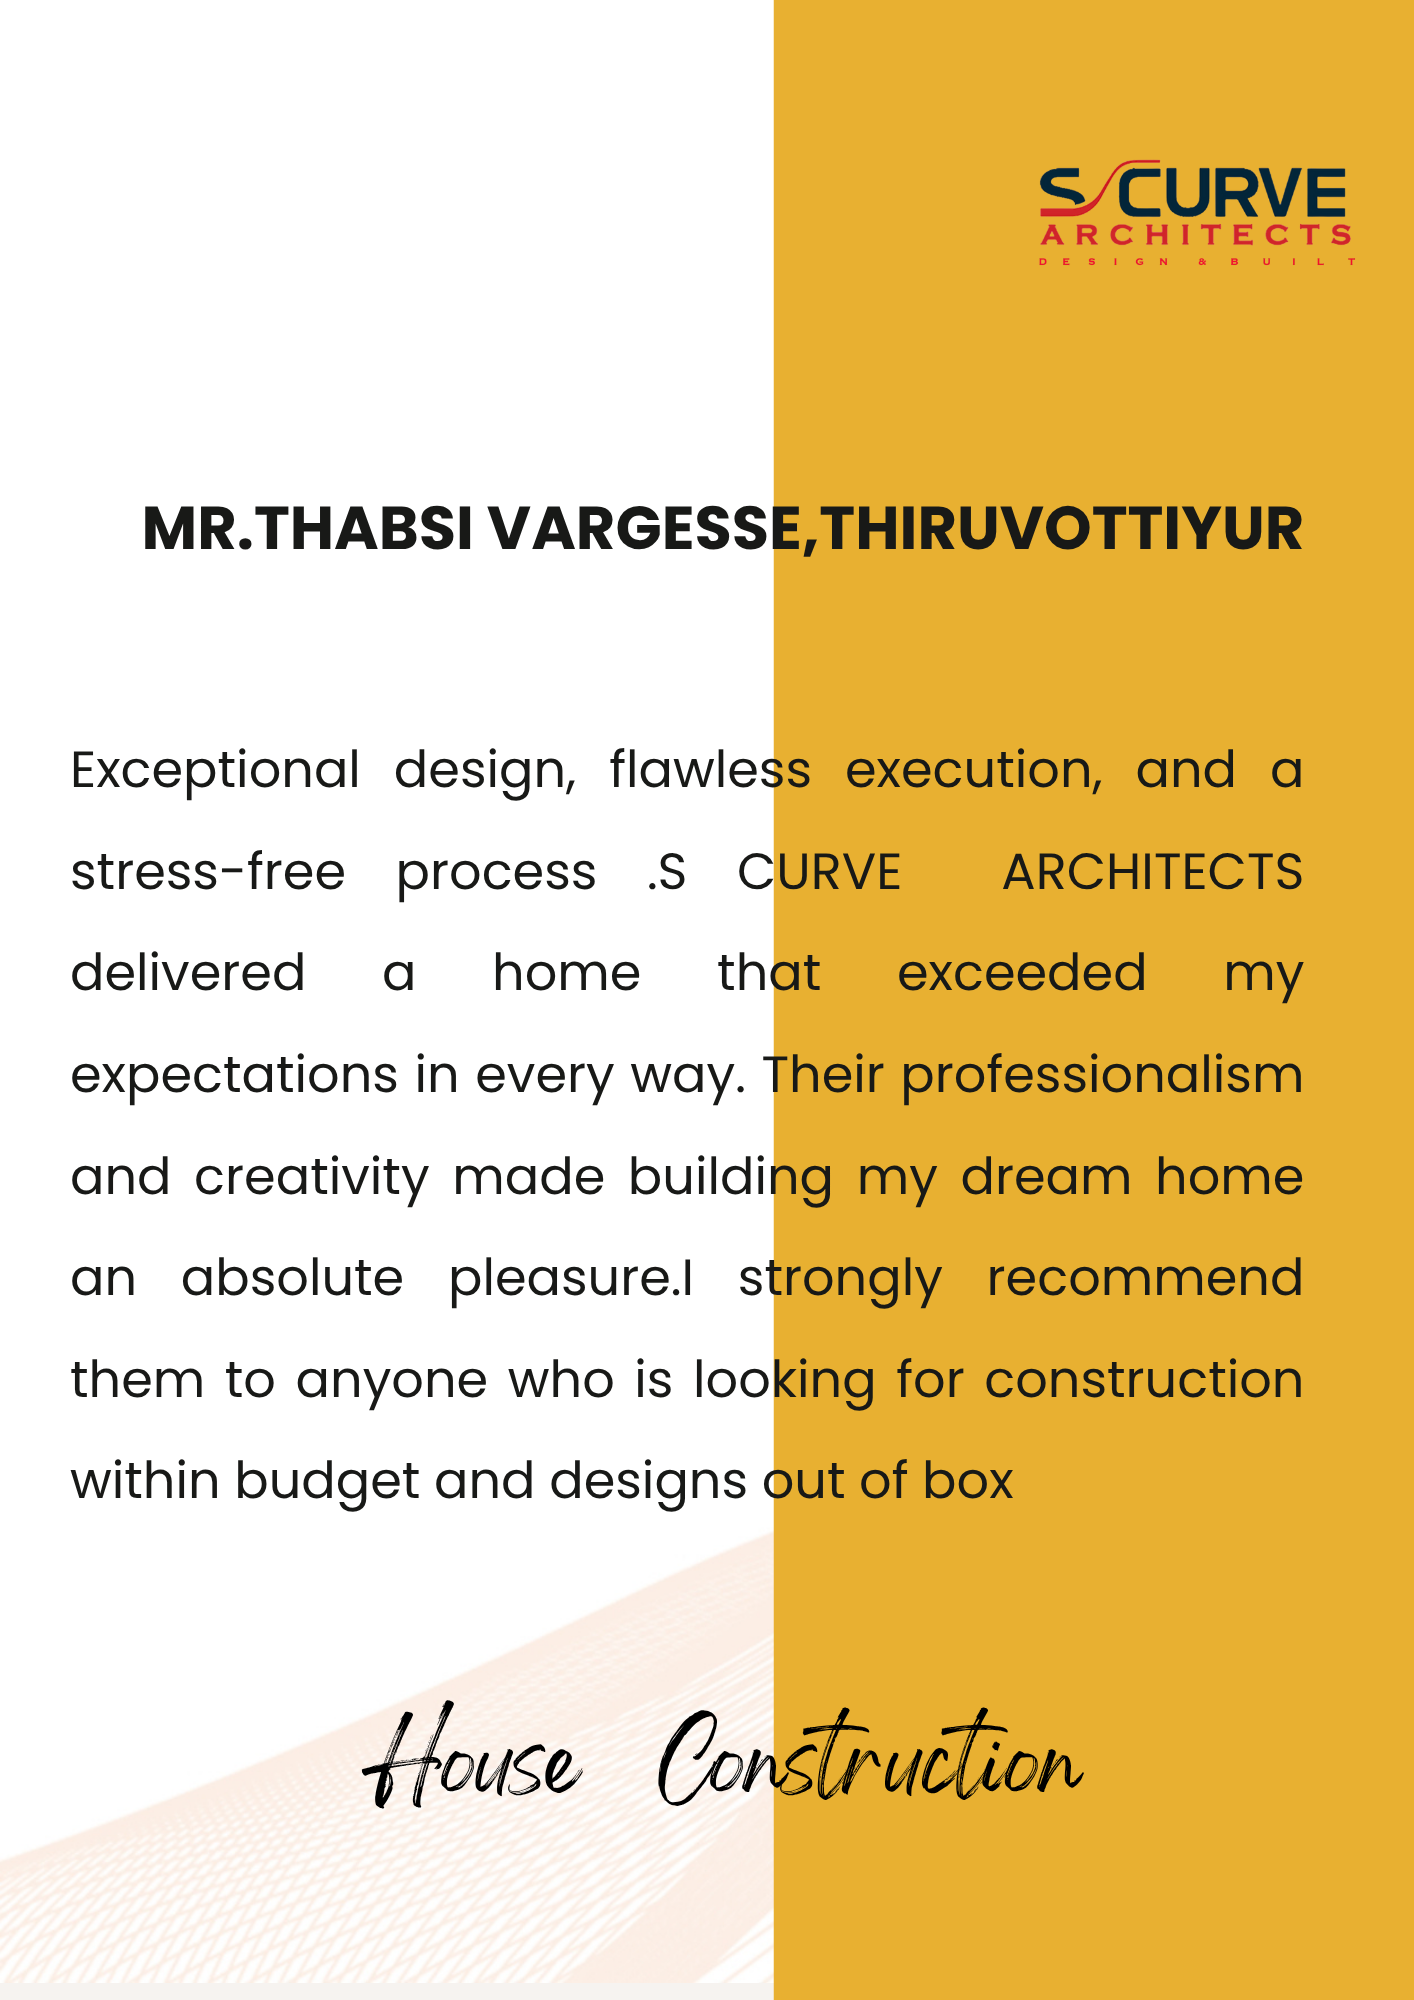 S CURVE
ARCHITECTS
DESIGN & BUILT
MR.THABSI VARGESSE,THIRUVOTTIYUR
Exceptional design, flawless execution, and a
stress-free process .S CURVE ARCHITECTS
delivered a home that exceeded my
expectations in every way. Their professionalism
and creativity made building my dream home
an absolute pleasure.I strongly recommend
them to anyone who is looking for construction
within budget and designs out of box
House Construction